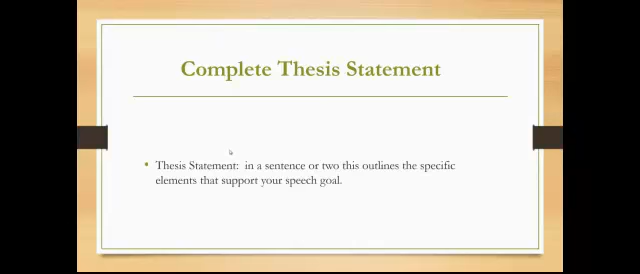 Complete Thesis Statement
Thesis Statement:  in a sentence or two this outlines the specific
elements that support your speech goal.